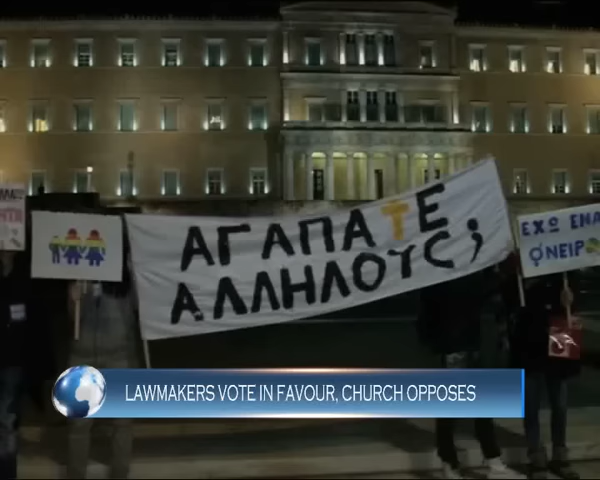 ΑΓΑΠΑΤΕ
ΑΛΛΗΛΟΥΣ;
ΕΧΩ ΕΝΑ
ΟΝΕΙΡΟ
LAWMAKERS VOTE IN FAVOUR, CHURCH OPPOSES